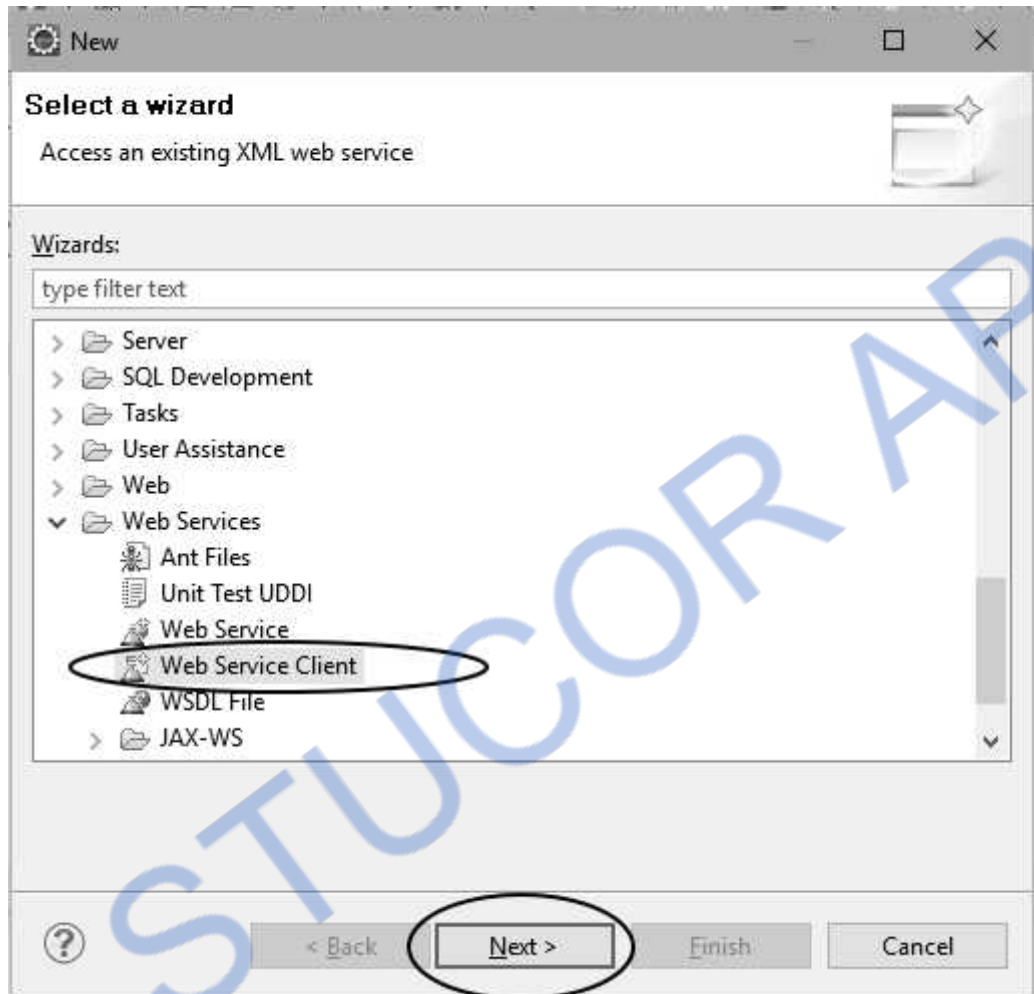 New
Select a wizard
Access an existing XML web service
Wizards:
type filter text
Server
SQL Development
Tasks
User Assistance
Web
Web Services
Ant Files
Unit Test UDDI
Web Service
Web Service Client
WSDL File
JAX-WS
? < Back Next > Finish Cancel
STUCOR AP